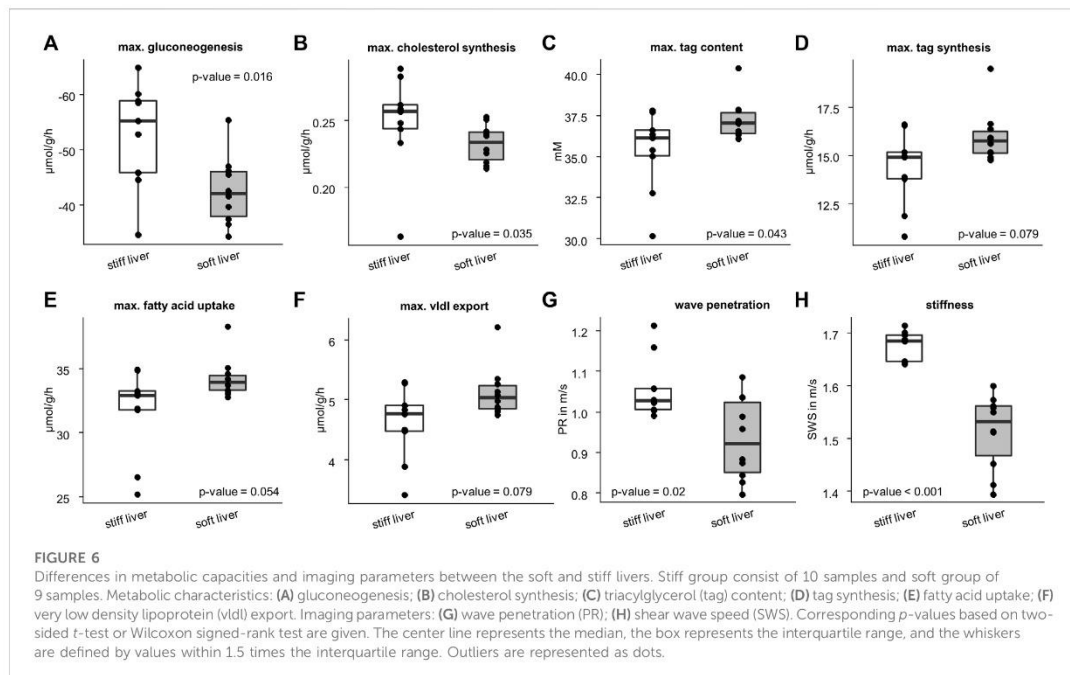 A
max. gluconeogenesis
p-value = 0.016
µmol/g/h
-60
-50
-40
stiff liver
soft liver
B
max. cholesterol synthesis
µmol/g/h
0.25
0.20
p-value = 0.035
stiff liver
soft liver
C
max. tag content
mM
40.0
37.5
35.0
32.5
30.0
p-value = 0.043
stiff liver
soft liver
D
max. tag synthesis
µmol/g/h
17.5
15.0
12.5
p-value = 0.079
stiff liver
soft liver
E
max. fatty acid uptake
µmol/g/h
35
33
25
p-value = 0.054
stiff liver
soft liver
F
max. vldl export
µmol/g/h
6
5
4
p-value = 0.079
stiff liver
soft liver
G
wave penetration
PR in m/s
1.2
1.1
1.0
0.9
0.8
p-value = 0.02
stiff liver
soft liver
H
stiffness
SWS in m/s
1.7
1.6
1.5
1.4
p-value < 0.001
stiff liver
soft liver
FIGURE 6
Differences in metabolic capacities and imaging parameters between the soft and stiff livers. Stiff group consist of 10 samples and soft group of
9 samples. Metabolic characteristics: (A) gluconeogenesis; (B) cholesterol synthesis; (C) triacylglycerol (tag) content; (D) tag synthesis; (E) fatty acid uptake; (F)
very low density lipoprotein (vldl) export. Imaging parameters: (G) wave penetration (PR); (H) shear wave speed (SWS). Corresponding p-values based on two-
sided t-test or Wilcoxon signed-rank test are given. The center line represents the median, the box represents the interquartile range, and the whiskers
are defined by values within 1.5 times the interquartile range. Outliers are represented as dots.